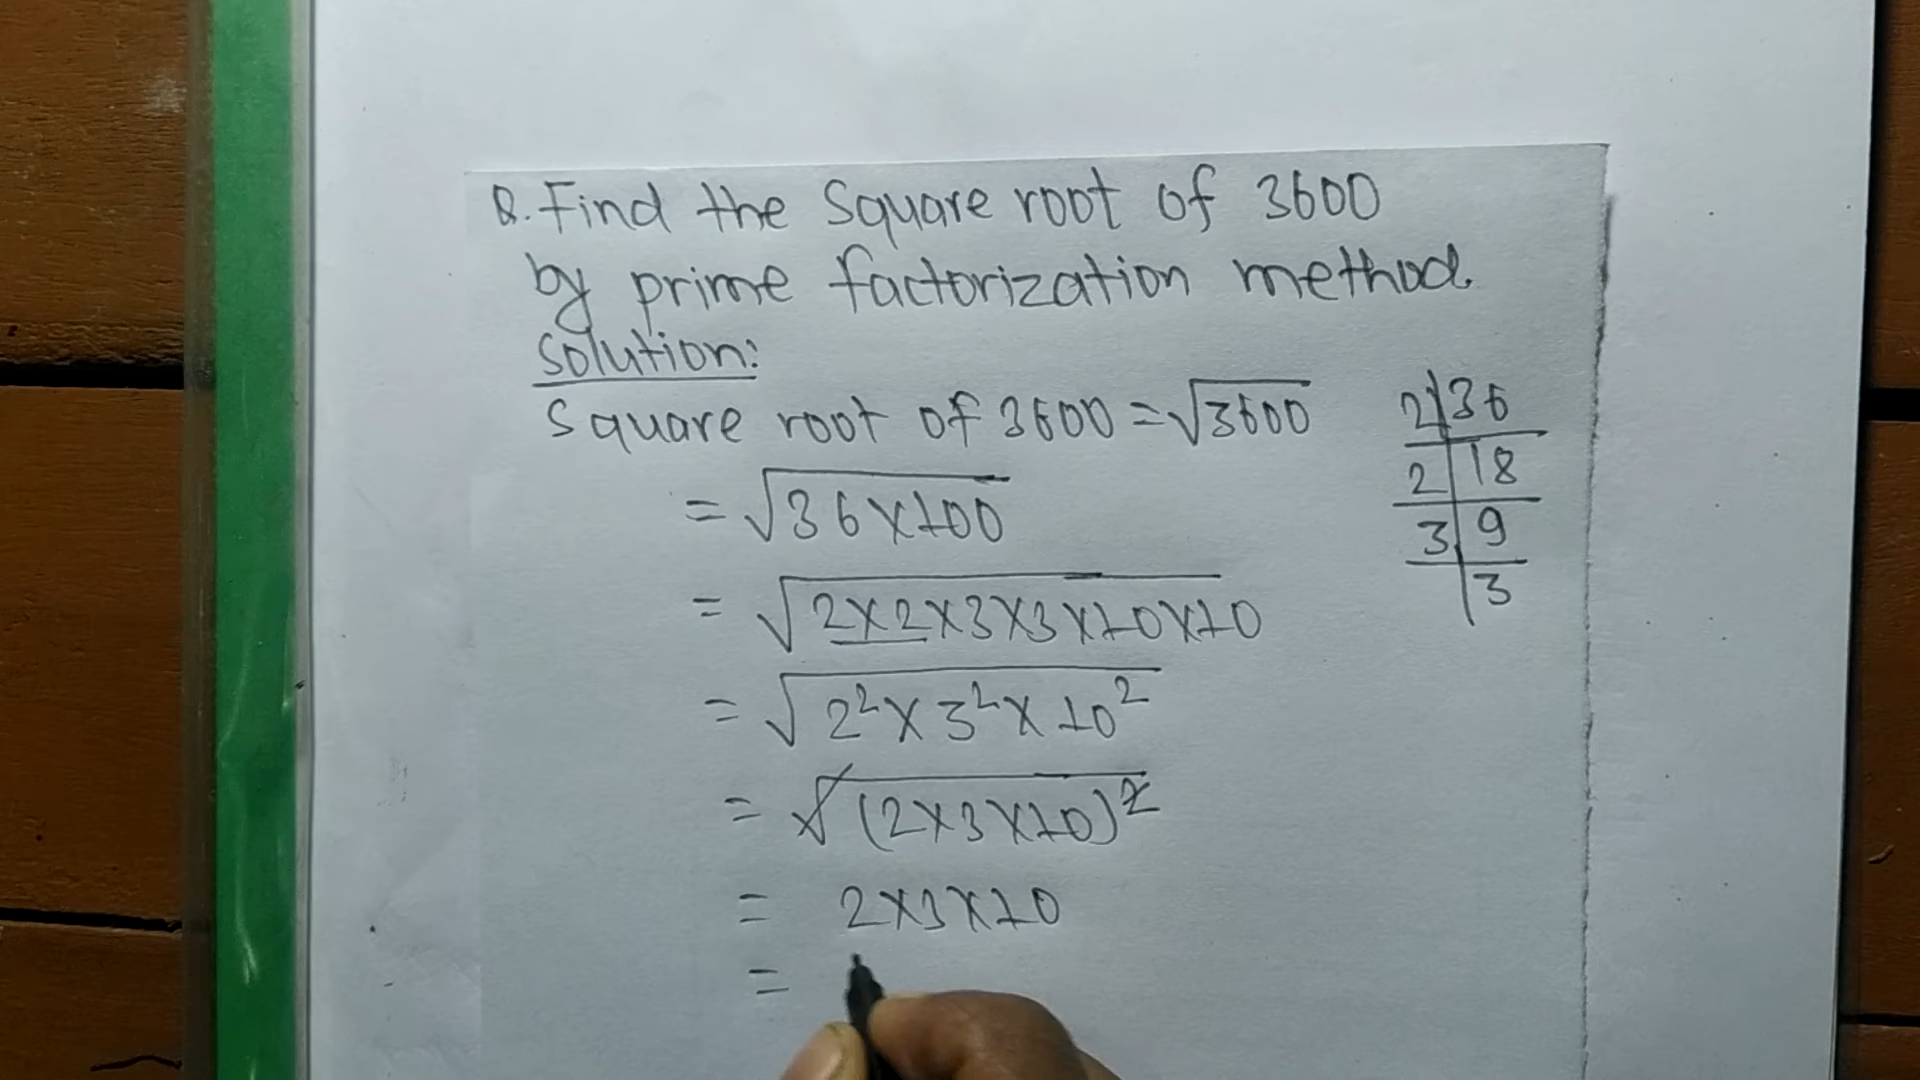 Q. Find the Square root of 3600
by prime factorization method.
Solution:
Square root of 3600 = √3600
= √36×100
= √2×2×3×3×10×10
= √2²×3²×10²
= √(2×3×10)²
= 2×3×10
=
2 36
2 18
3 9
3